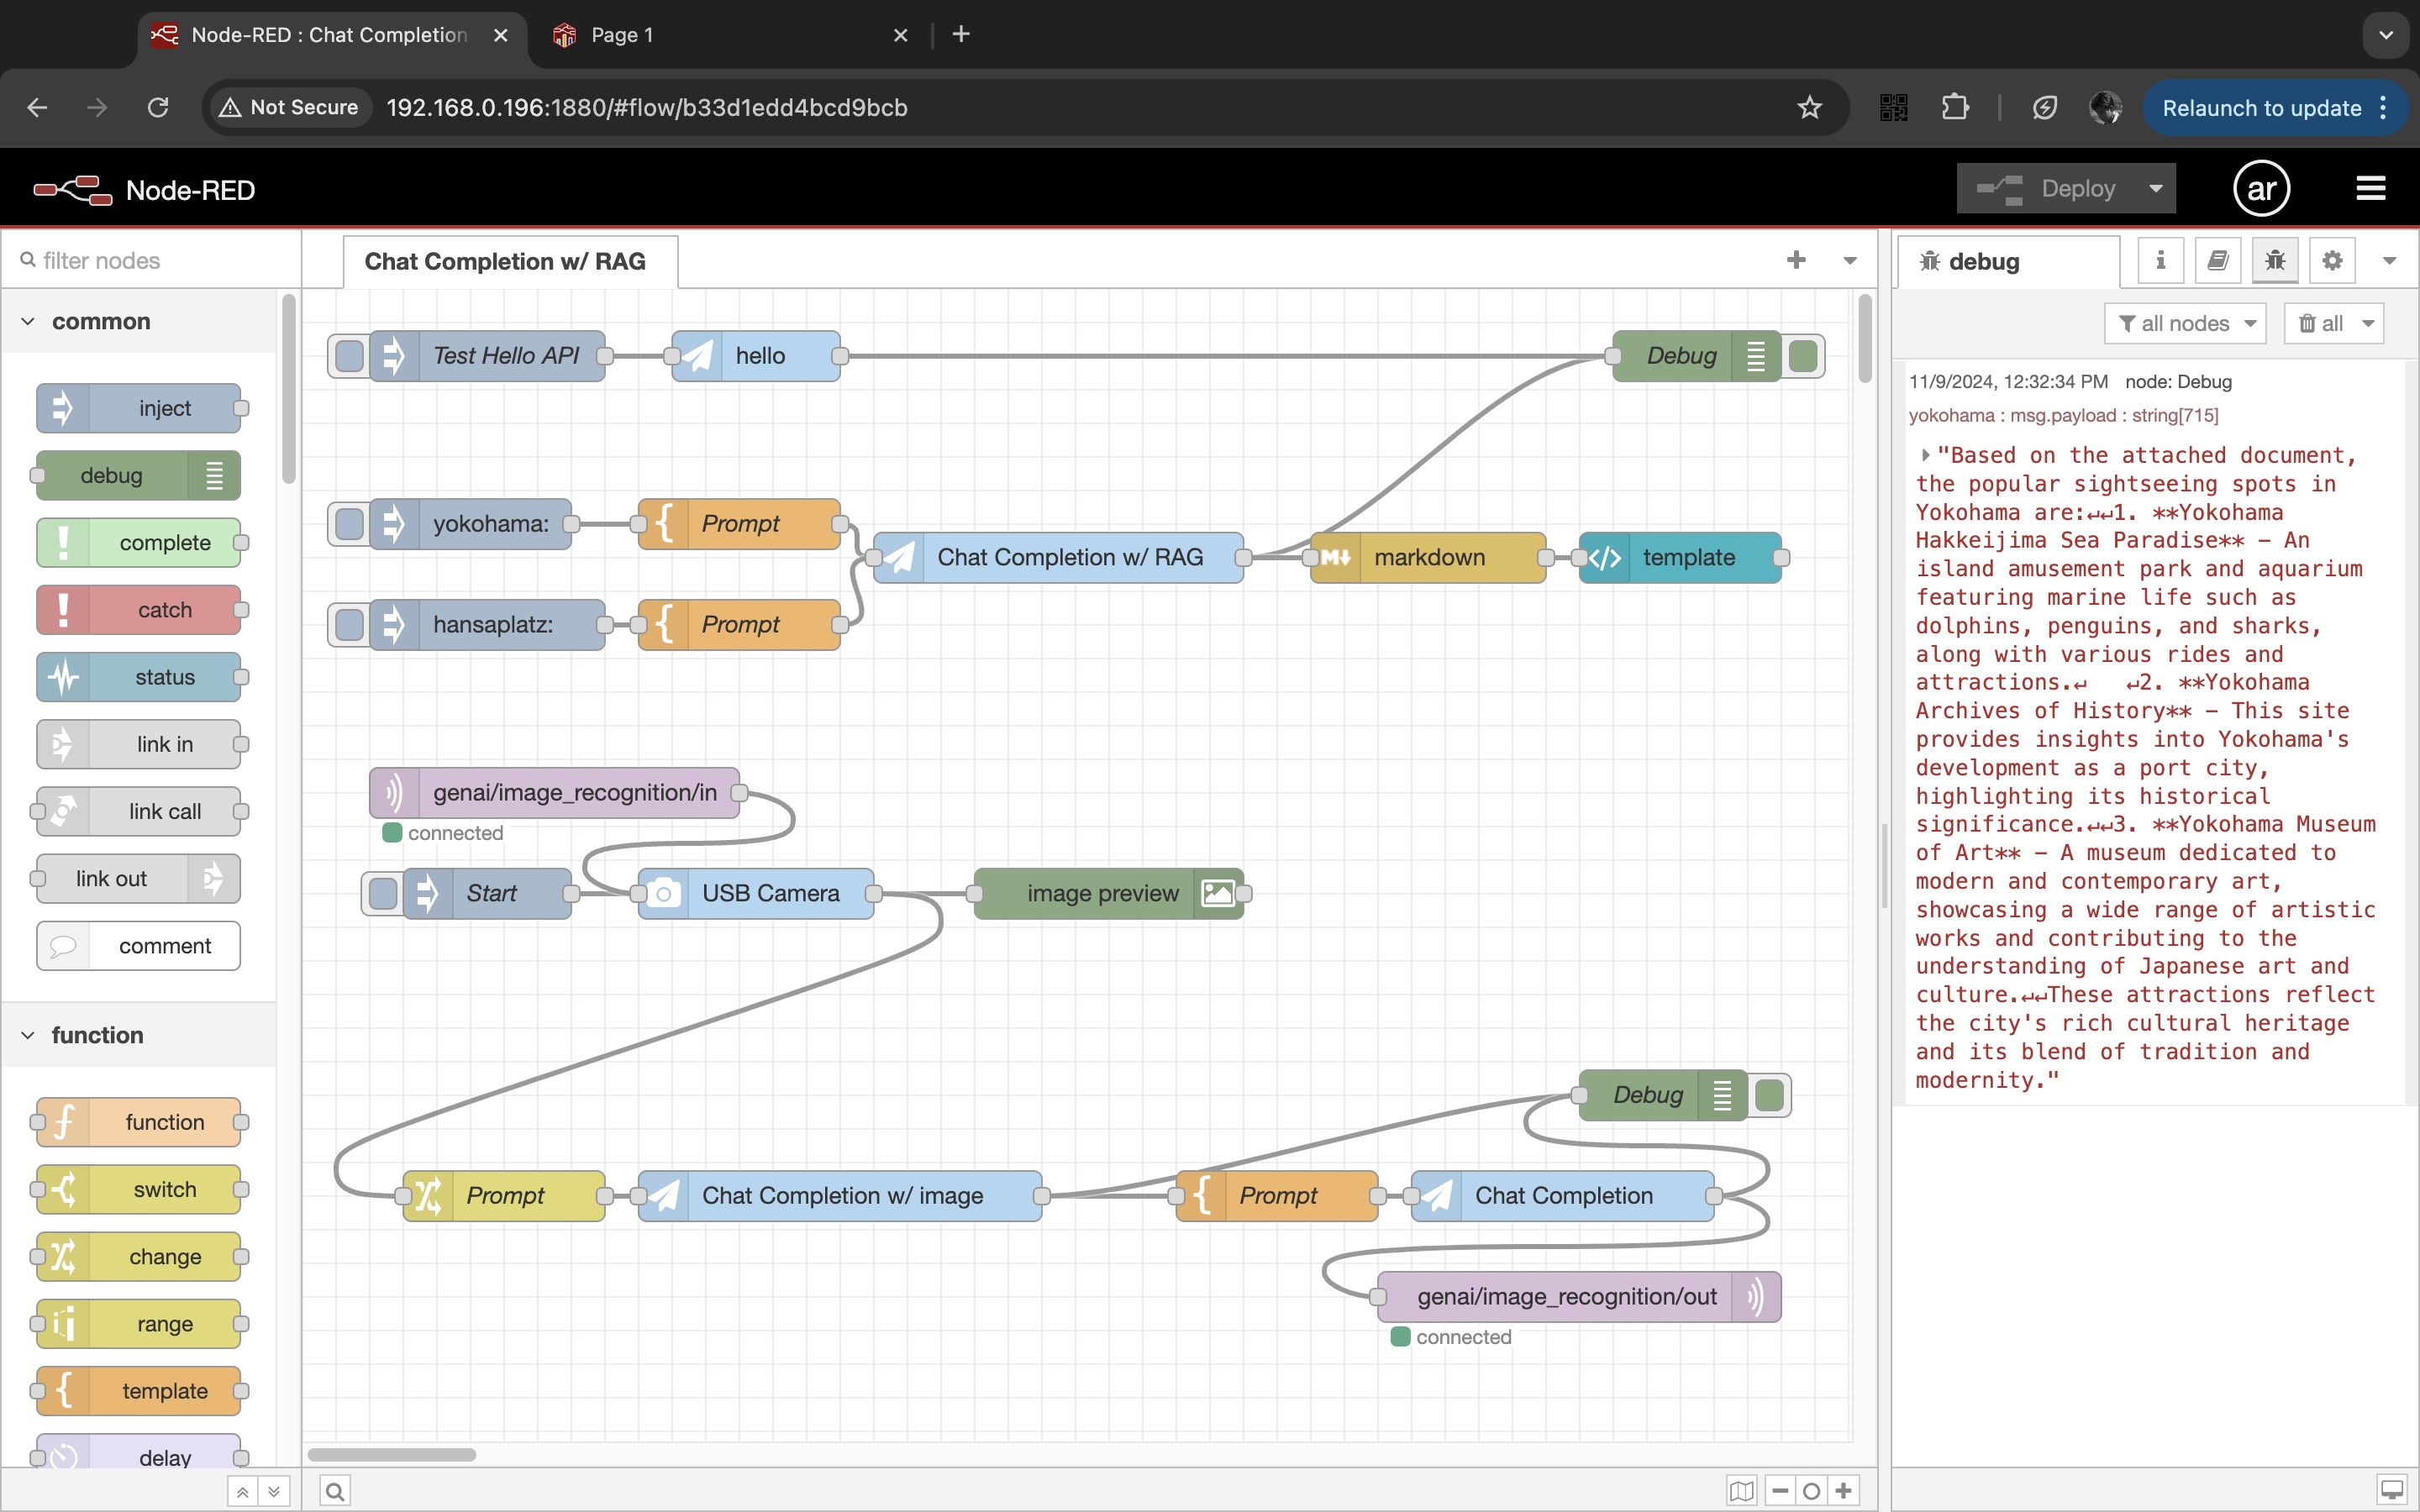 Node-RED : Chat Completion
Page 1
Not Secure
192.168.0.196:1880/#flow/b33d1edd4bcd9bcb
Relaunch to update
Node-RED
Deploy
ar
filter nodes
common
inject
debug
complete
catch
status
link in
link call
link out
comment
function
function
switch
change
range
template
delay
Chat Completion w/ RAG
Test Hello API
hello
Debug
yokohama:
Prompt
Chat Completion w/ RAG
markdown
template
hansaplatz:
Prompt
genai/image_recognition/in
connected
Start
USB Camera
image preview
Debug
Prompt
Chat Completion w/ image
Prompt
Chat Completion
genai/image_recognition/out
connected
debug
all nodes
all
11/9/2024, 12:32:34 PM node: Debug
yokohama : msg.payload : string[715]
"Based on the attached document,
the popular sightseeing spots in
Yokohama are:↵↵1. **Yokohama
Hakkeijima Sea Paradise** – An
island amusement park and aquarium
featuring marine life such as
dolphins, penguins, and sharks,
along with various rides and
attractions.↵   ↵2. **Yokohama
Archives of History** – This site
provides insights into Yokohama's
development as a port city,
highlighting its historical
significance.↵↵3. **Yokohama Museum
of Art** – A museum dedicated to
modern and contemporary art,
showcasing a wide range of artistic
works and contributing to the
understanding of Japanese art and
culture.↵↵These attractions reflect
the city's rich cultural heritage
and its blend of tradition and
modernity."